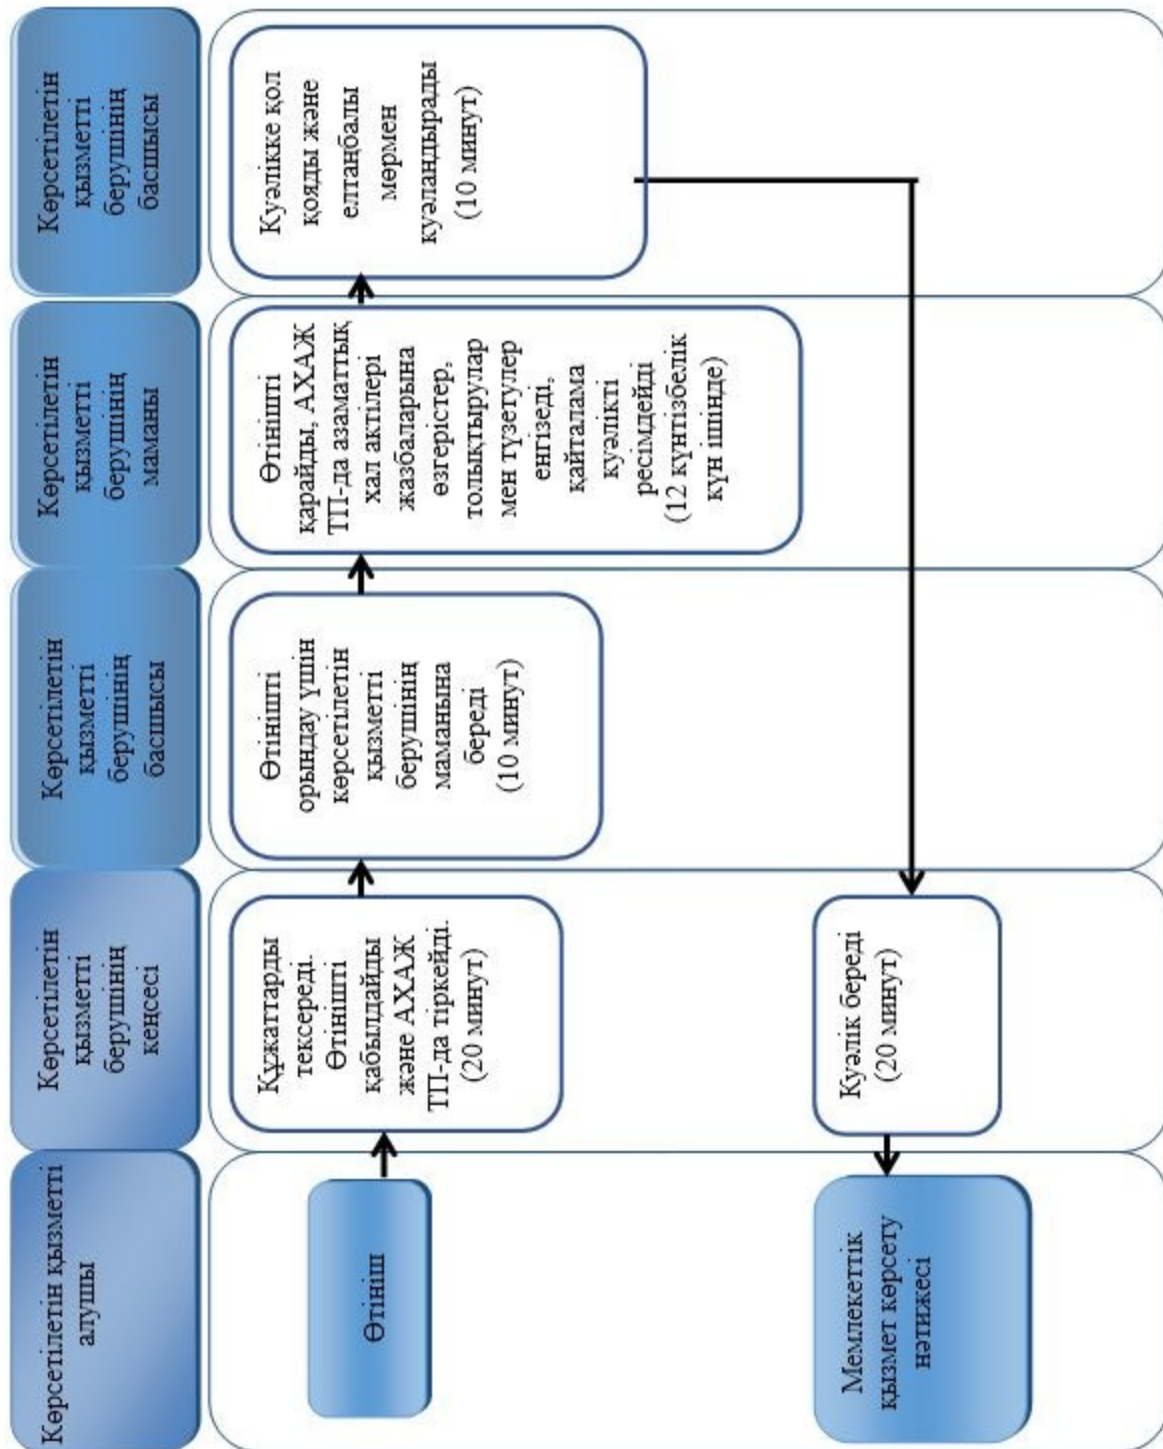 Көрсетілетін қызметті
алушы
Көрсетілетін
қызметті
берушінің
кеңсесі
Көрсетілетін
қызметті
берушінің
басшысы
Көрсетілетін
қызметті
берушінің
маманы
Көрсетілетін
қызметті
берушінің
басшысы
Өтініш
Құжаттарды
тексереді.
Өтінішті
қабылдайды
және АХАЖ
ТП-да тіркейді.
(20 минут)
Өтінішті
орындау үшін
көрсетілетін
қызметті
берушінің
маманына
береді
(10 минут)
Өтінішті
қарайды, АХАЖ
ТП-да азаматтық
хал актілері
жазбаларына
өзгерістер,
толықтырулар
мен түзетулер
енгізеді,
қайталама
куәлікті
ресімдейді
(12 күнтізбелік
күн ішінде)
Куәлікке қол
қояды және
елтаңбалы
мөрмен
куәландырады
(10 минут)
Мемлекеттік
қызмет көрсету
нәтижесі
Куәлік береді
(20 минут)